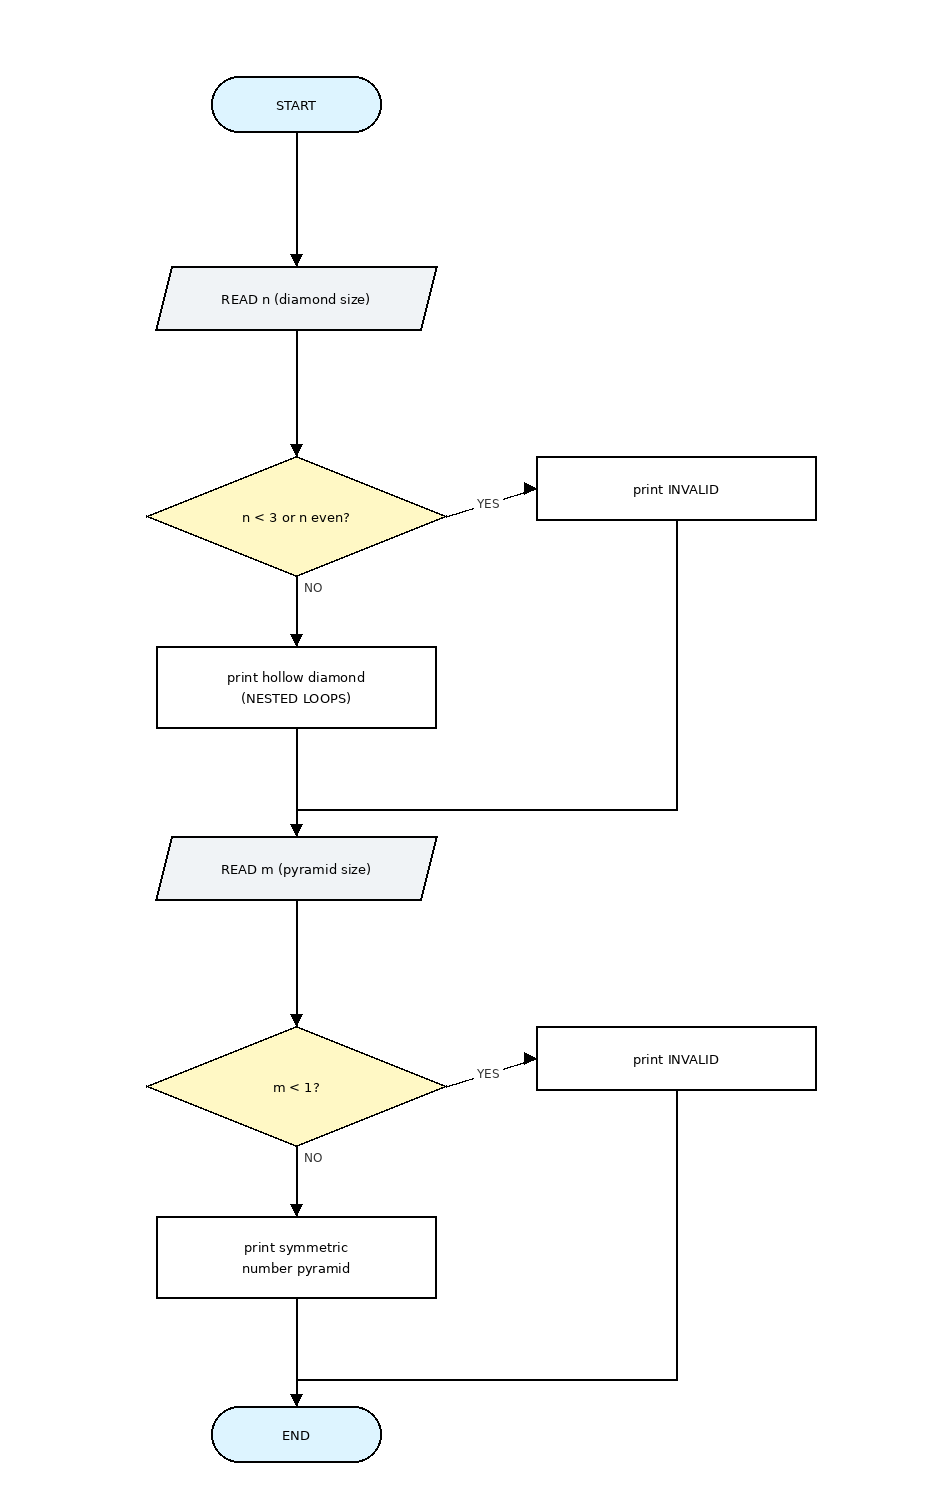 START
READ n (diamond size)
n < 3 or n even?
YES
print INVALID
NO
print hollow diamond
(NESTED LOOPS)
READ m (pyramid size)
m < 1?
YES
print INVALID
NO
print symmetric
number pyramid
END